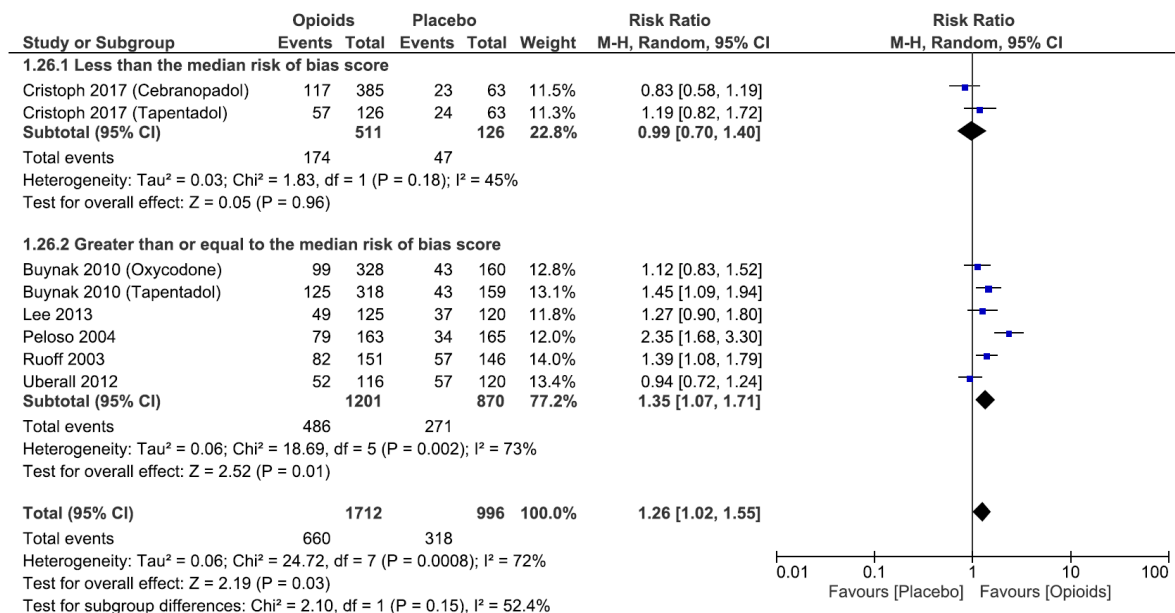 Opioids Placebo Risk Ratio Risk Ratio
Study or Subgroup Events Total Events Total Weight M-H, Random, 95% CI M-H, Random, 95% CI
1.26.1 Less than the median risk of bias score
Cristoph 2017 (Cebranopadol) 117 385 23 63 11.5% 0.83 [0.58, 1.19]
Cristoph 2017 (Tapentadol) 57 126 24 63 11.3% 1.19 [0.82, 1.72]
Subtotal (95% CI) 511 126 22.8% 0.99 [0.70, 1.40]
Total events 174 47
Heterogeneity: Tau² = 0.03; Chi² = 1.83, df = 1 (P = 0.18); I² = 45%
Test for overall effect: Z = 0.05 (P = 0.96)
1.26.2 Greater than or equal to the median risk of bias score
Buynak 2010 (Oxycodone) 99 328 43 160 12.8% 1.12 [0.83, 1.52]
Buynak 2010 (Tapentadol) 125 318 43 159 13.1% 1.45 [1.09, 1.94]
Lee 2013 49 125 37 120 11.8% 1.27 [0.90, 1.80]
Peloso 2004 79 163 34 165 12.0% 2.35 [1.68, 3.30]
Ruoff 2003 82 151 57 146 14.0% 1.39 [1.08, 1.79]
Uberall 2012 52 116 57 120 13.4% 0.94 [0.72, 1.24]
Subtotal (95% CI) 1201 870 77.2% 1.35 [1.07, 1.71]
Total events 486 271
Heterogeneity: Tau² = 0.06; Chi² = 18.69, df = 5 (P = 0.002); I² = 73%
Test for overall effect: Z = 2.52 (P = 0.01)
Total (95% CI) 1712 996 100.0% 1.26 [1.02, 1.55]
Total events 660 318
Heterogeneity: Tau² = 0.06; Chi² = 24.72, df = 7 (P = 0.0008); I² = 72%
Test for overall effect: Z = 2.19 (P = 0.03)
Test for subgroup differences: Chi² = 2.10, df = 1 (P = 0.15), I² = 52.4%
0.01 0.1 1 10 100
Favours [Placebo] Favours [Opioids]